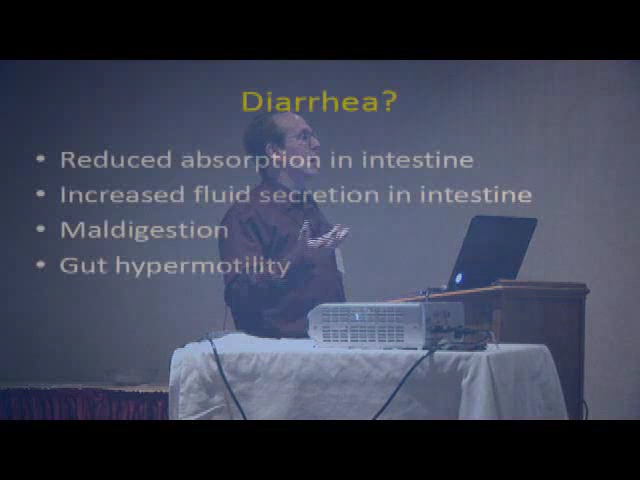 Diarrhea?
• Reduced absorption in intestine
• Increased fluid secretion in intestine
• Maldigestion
• Gut hypermotility